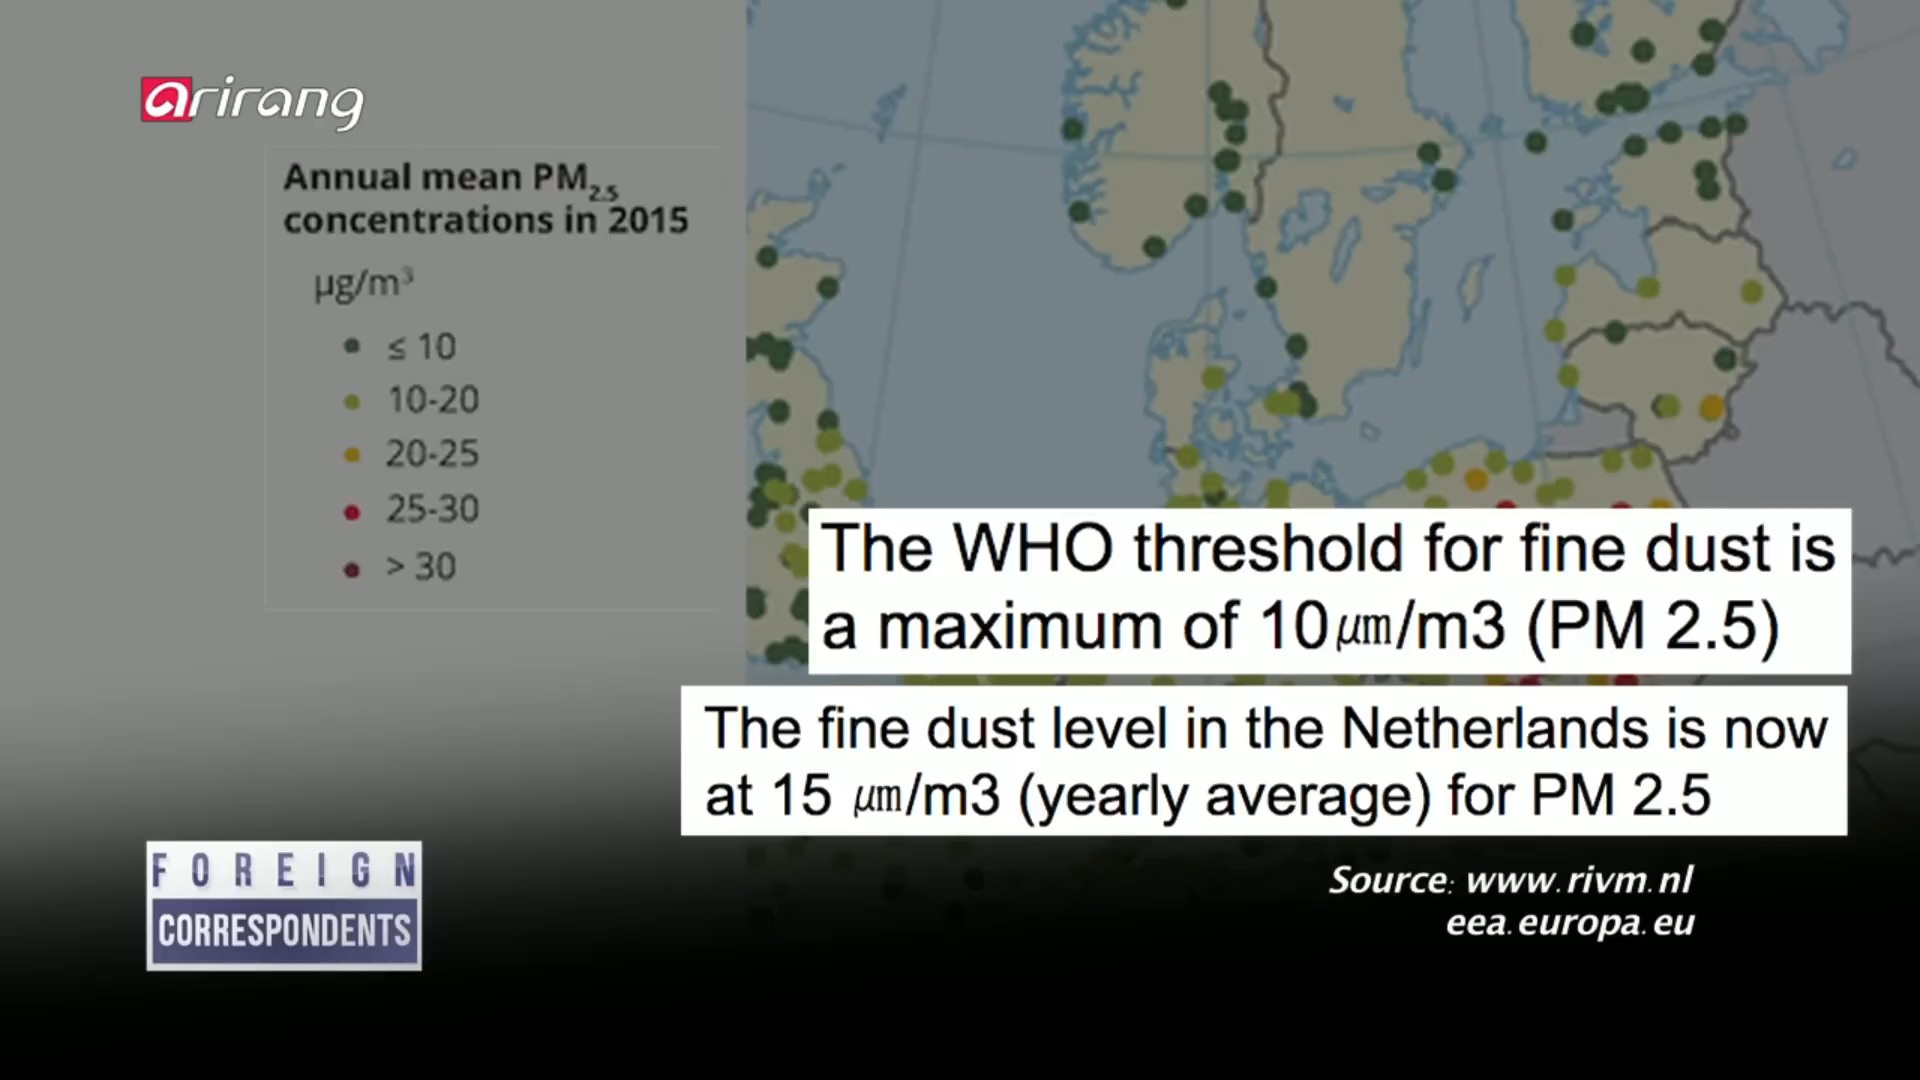 arirang
Annual mean PM2.5
concentrations in 2015
µg/m³
≤ 10
10-20
20-25
25-30
> 30
The WHO threshold for fine dust is
a maximum of 10㎛/m3 (PM 2.5)
The fine dust level in the Netherlands is now
at 15 ㎛/m3 (yearly average) for PM 2.5
Source: www.rivm.nl
eea.europa.eu
FOREIGN
CORRESPONDENTS